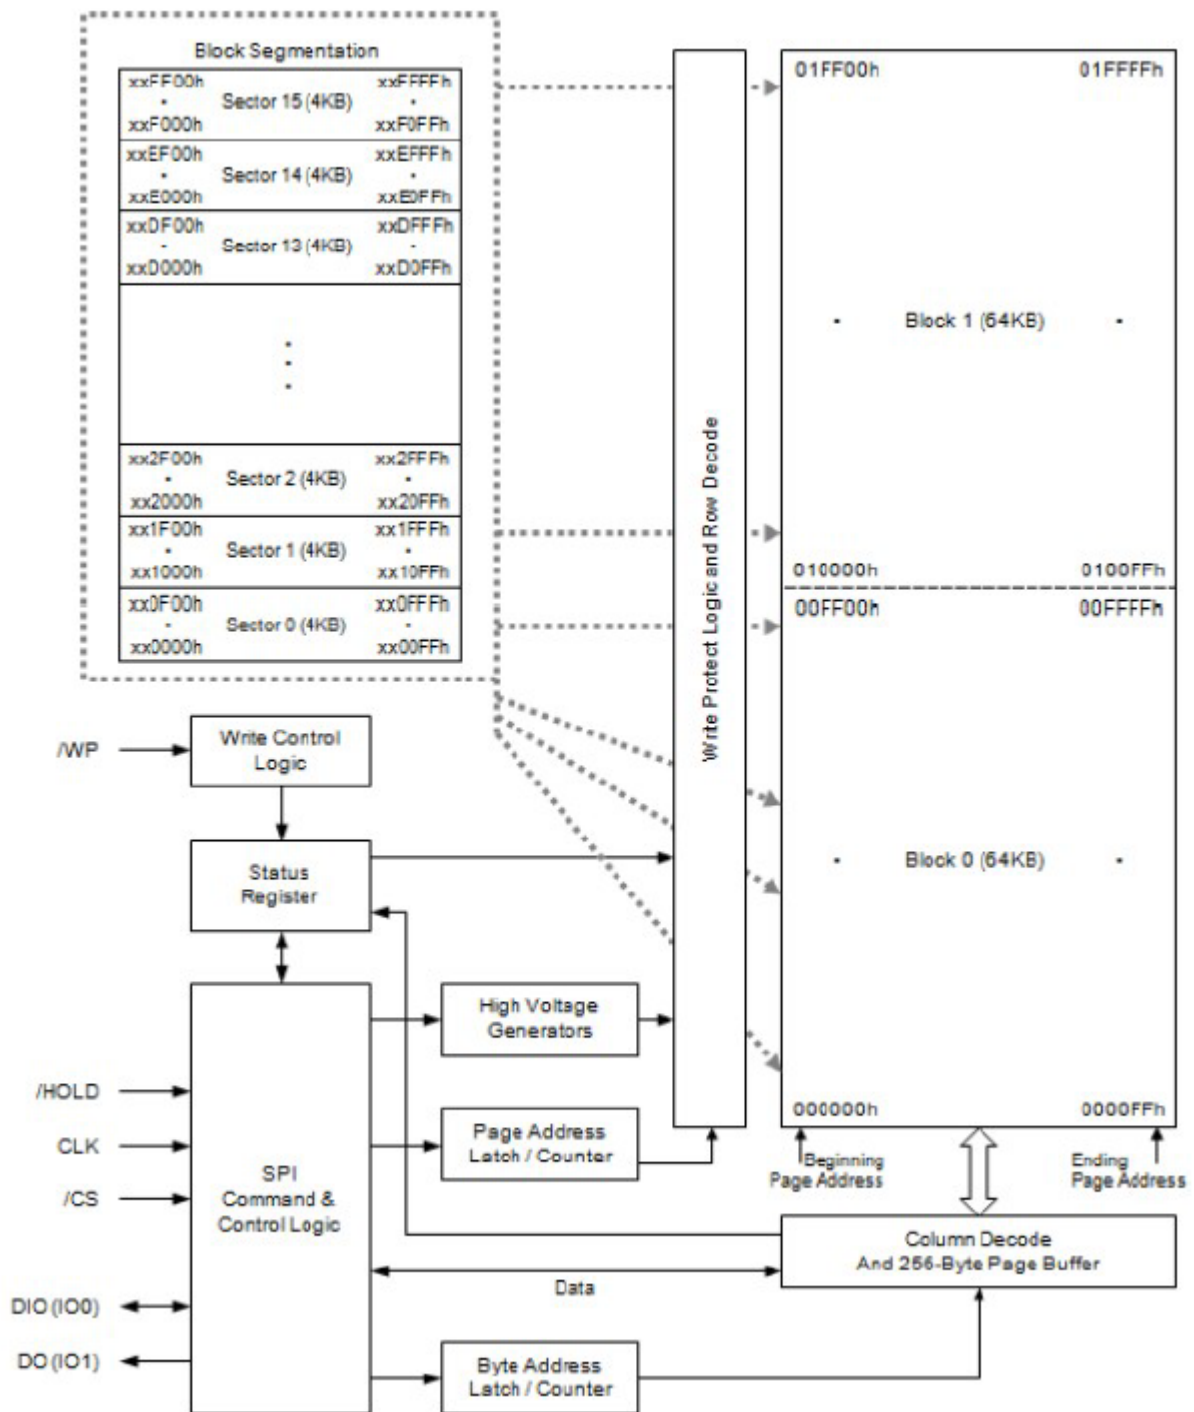 Block Segmentation
xxFF00h xxFFFFh
Sector 15 (4KB)
xxF000h xxF0FFh
xxEF00h xxEFFFh
Sector 14 (4KB)
xxE000h xxE0FFh
xxDF00h xxDFFFh
Sector 13 (4KB)
xxD000h xxD0FFh
xx2F00h xx2FFFh
Sector 2 (4KB)
xx2000h xx20FFh
xx1F00h xx1FFFh
Sector 1 (4KB)
xx1000h xx10FFh
xx0F00h xx0FFFh
Sector 0 (4KB)
xx0000h xx00FFh
Write Protect Logic and Row Decode
01FF00h 01FFFFh
Block 1 (64KB)
010000h 0100FFh
00FF00h 00FFFFh
Block 0 (64KB)
000000h 0000FFh
Beginning
Page Address
Ending
Page Address
/WP
Write Control
Logic
Status
Register
High Voltage
Generators
/HOLD
CLK
/CS
DIO (IO0)
DO (IO1)
SPI
Command &
Control Logic
Page Address
Latch / Counter
Column Decode
And 256-Byte Page Buffer
Data
Byte Address
Latch / Counter